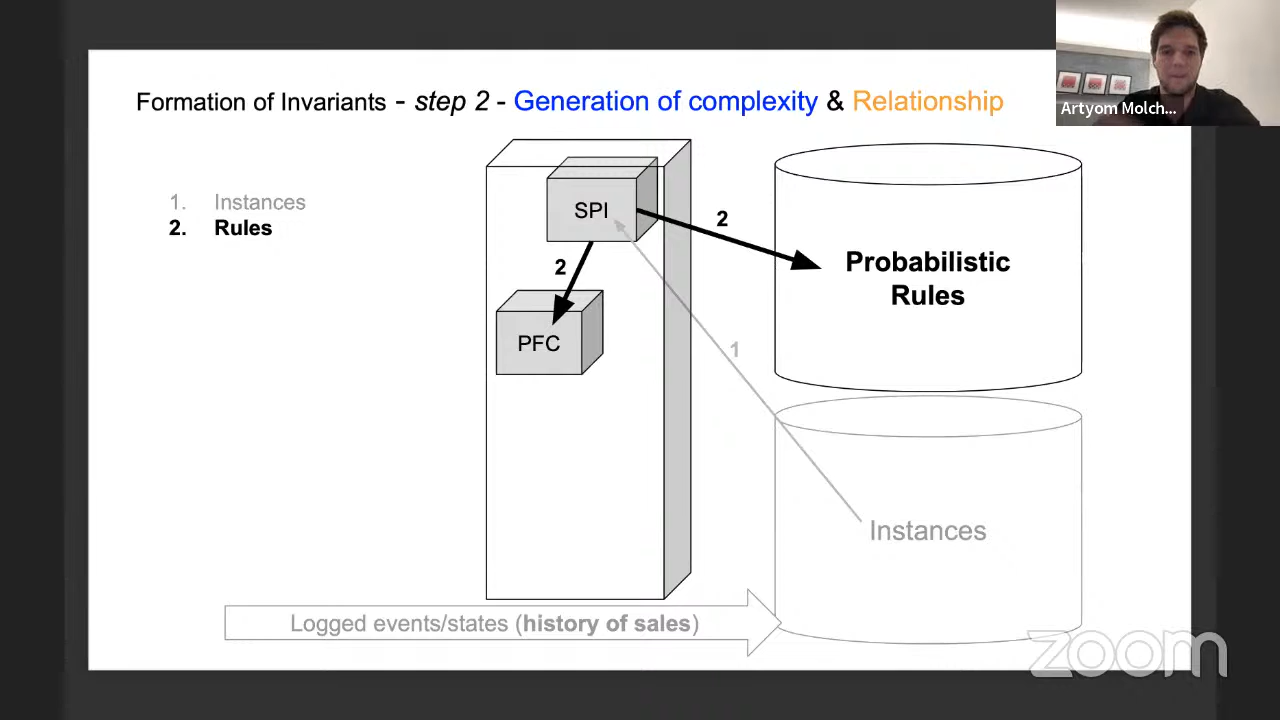 Formation of Invariants - step 2 - Generation of complexity & Relationship
Artyom Molch...
1. Instances
2. Rules
SPI
2
Probabilistic
Rules
2
PFC
1
Instances
Logged events/states (history of sales)
zoom